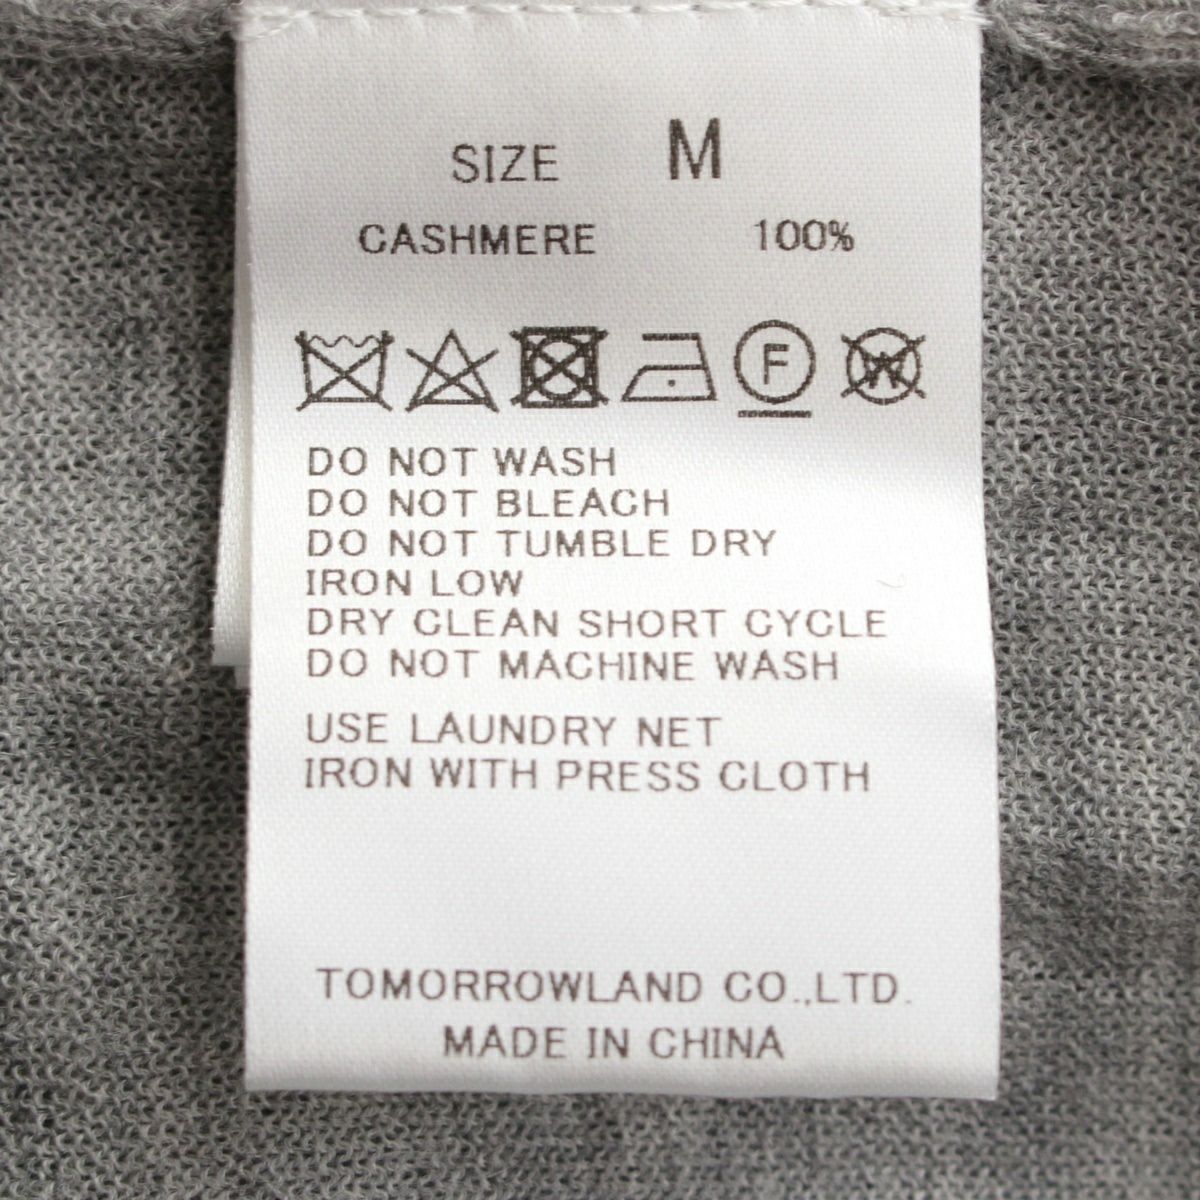 SIZE M
CASHMERE 100%
F W
DO NOT WASH
DO NOT BLEACH
DO NOT TUMBLE DRY
IRON LOW
DRY CLEAN SHORT CYCLE
DO NOT MACHINE WASH
USE LAUNDRY NET
IRON WITH PRESS CLOTH
TOMORROWLAND CO.,LTD.
MADE IN CHINA